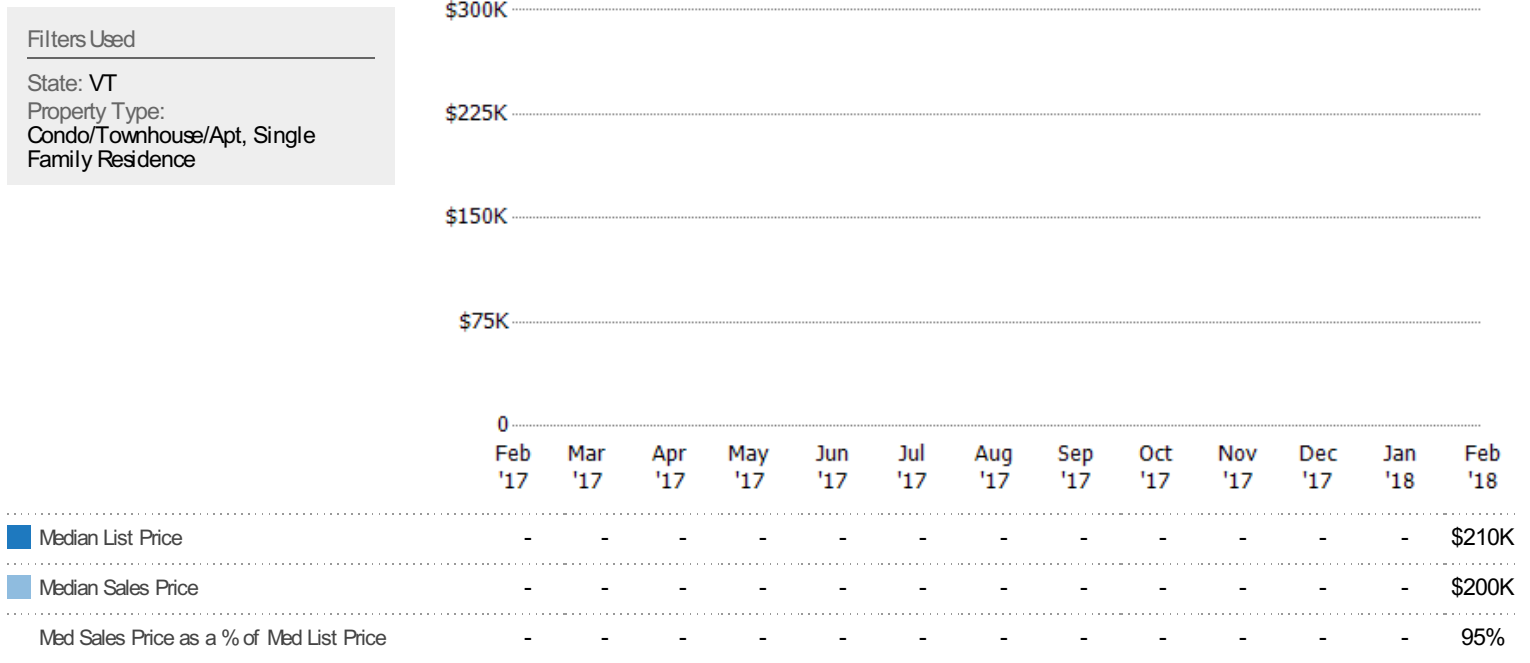 Filters Used
State: VT
Property Type:
Condo/Townhouse/Apt, Single
Family Residence
$300K
$225K
$150K
$75K
0
Feb Mar Apr May Jun Jul Aug Sep Oct Nov Dec Jan Feb
'17 '17 '17 '17 '17 '17 '17 '17 '17 '17 '17 '18 '18
Median List Price - - - - - - - - - - - - $210K
Median Sales Price - - - - - - - - - - - - $200K
Med Sales Price as a % of Med List Price - - - - - - - - - - - - 95%